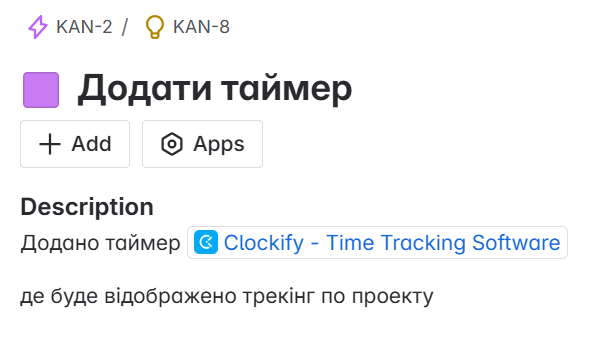 KAN-2 / KAN-8
Додати таймер
Add Apps
Description
Додано таймер Clockify - Time Tracking Software
де буде відображено трекінг по проекту